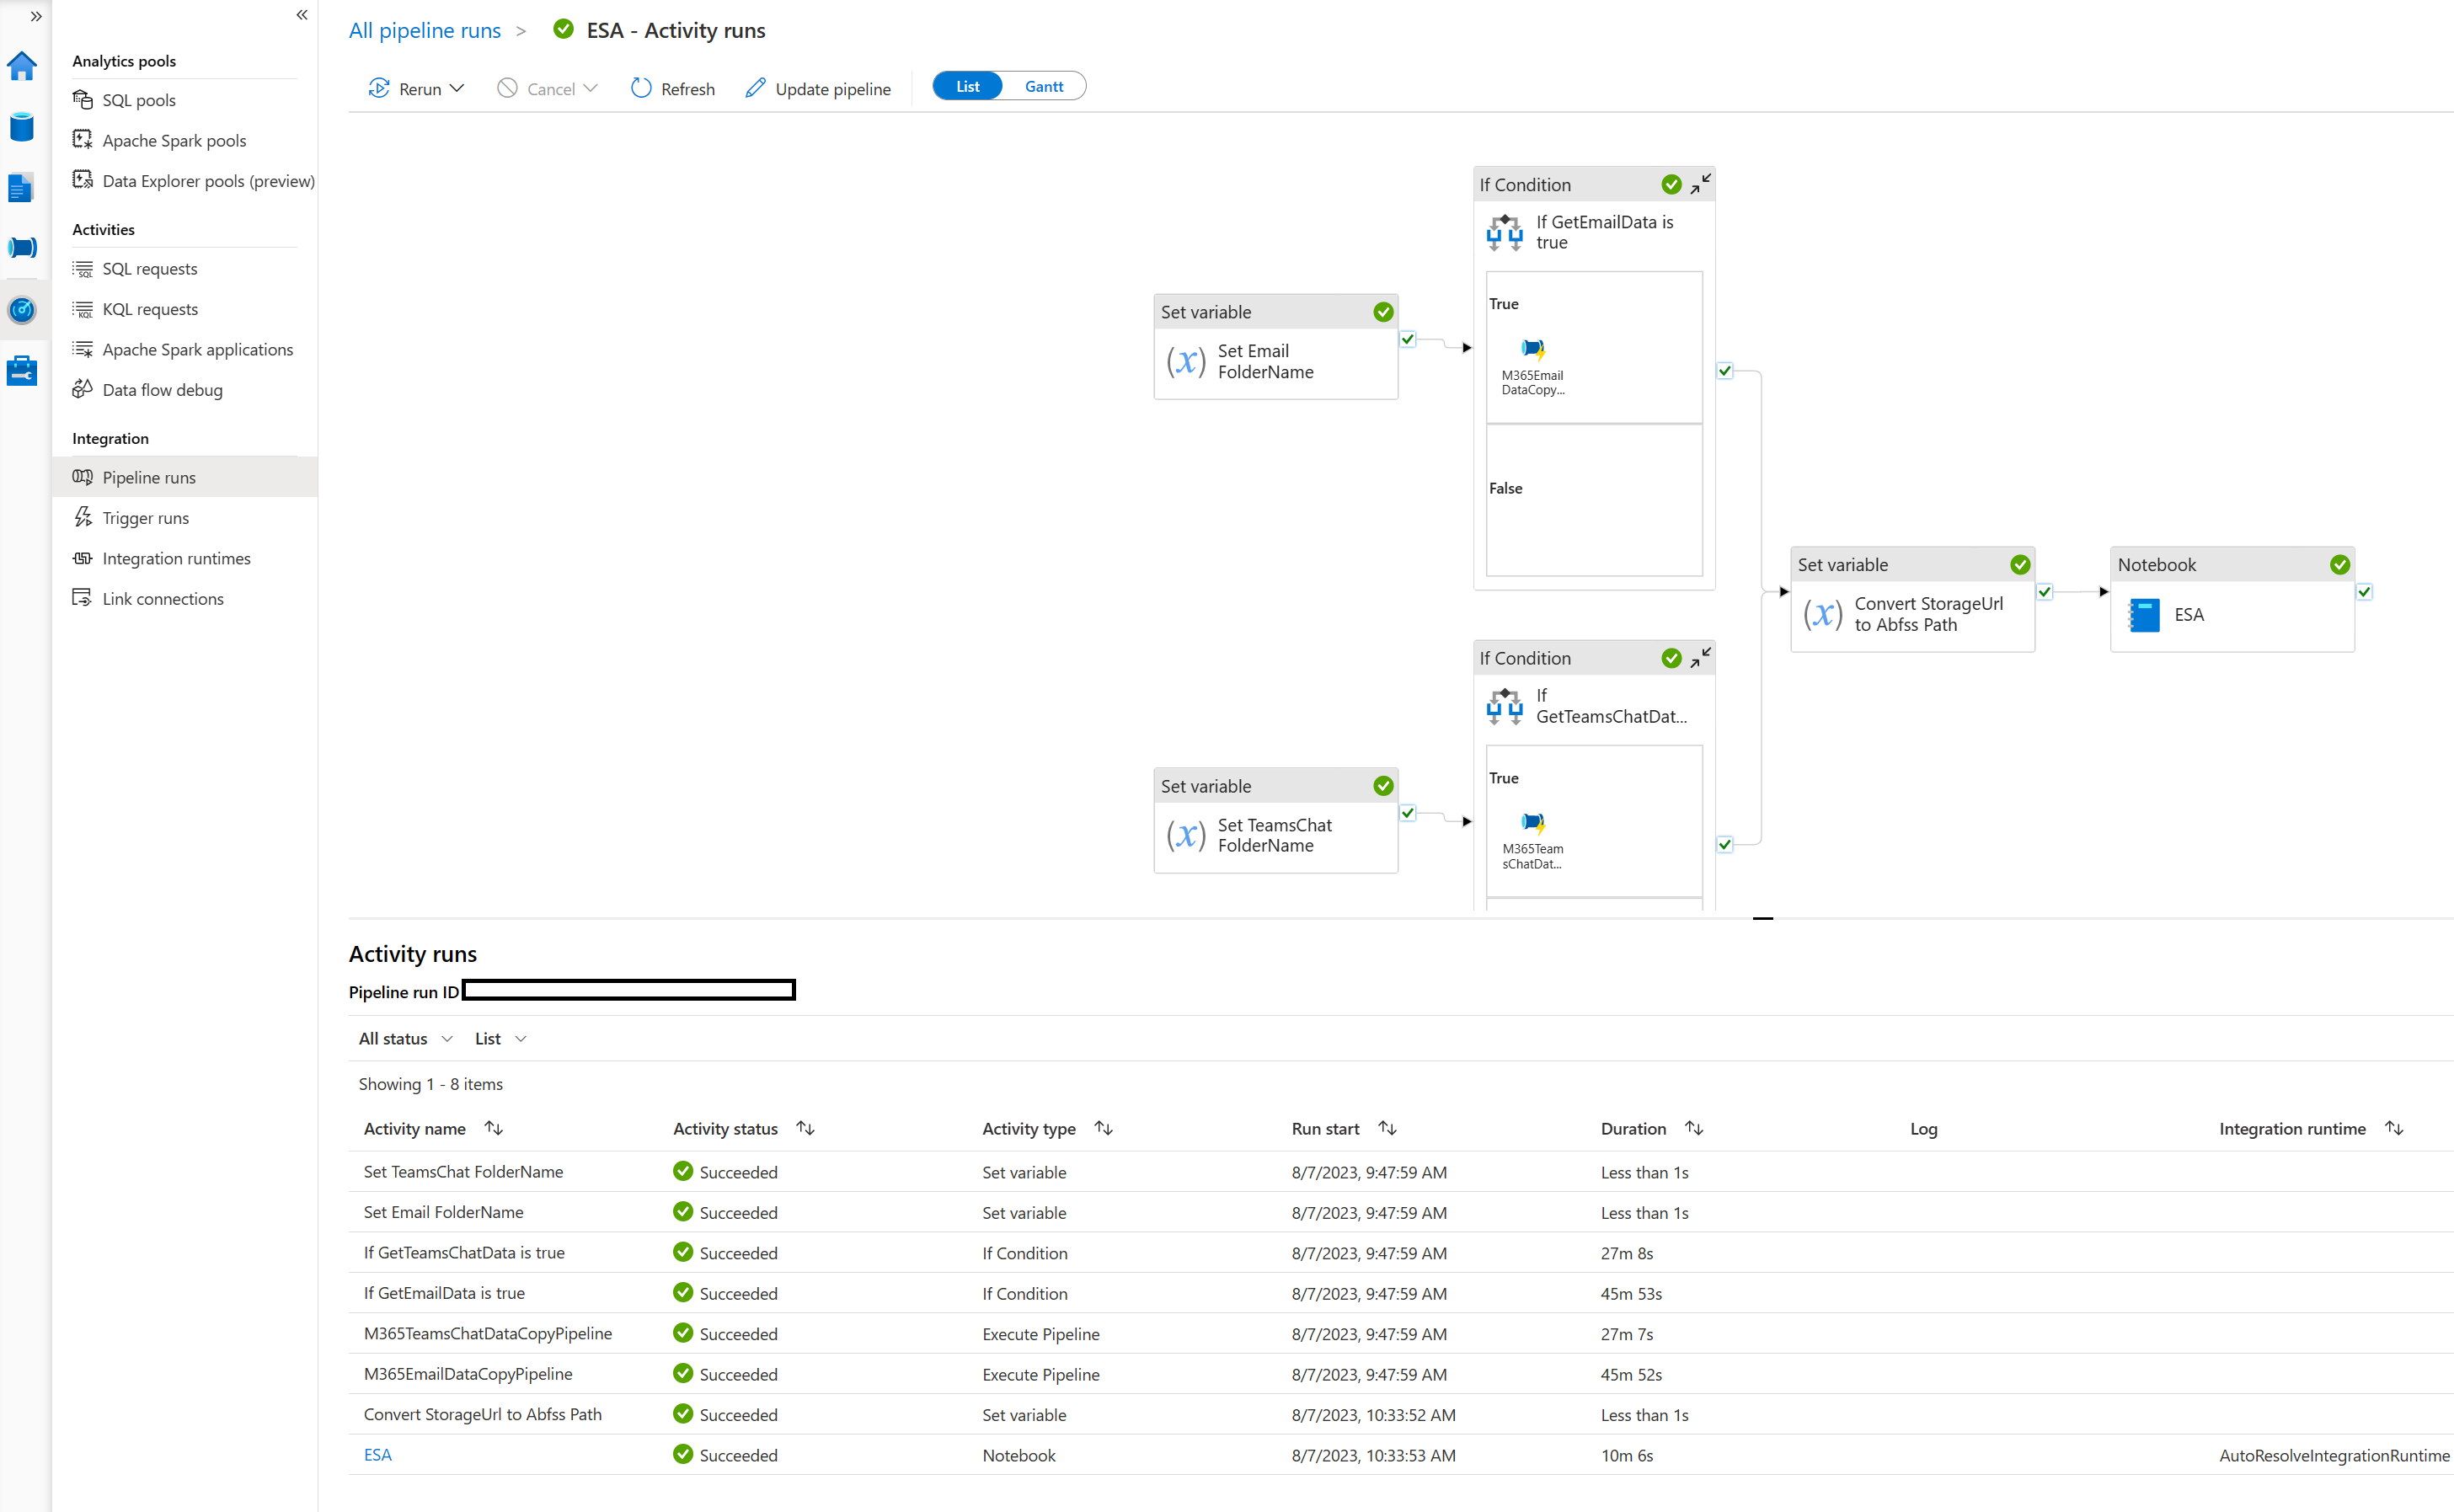 All pipeline runs > ESA - Activity runs
Rerun Cancel Refresh Update pipeline List Gantt
Analytics pools
SQL pools
Apache Spark pools
Data Explorer pools (preview)
Activities
SQL requests
KQL requests
Apache Spark applications
Data flow debug
Integration
Pipeline runs
Trigger runs
Integration runtimes
Link connections
Set variable
(x) Set Email
FolderName
If Condition
If GetEmailData is
true
True
M365Email
DataCopy...
False
Set variable
(x) Set TeamsChat
FolderName
If Condition
If
GetTeamsChatDat...
True
M365Team
sChatDat...
Set variable
(x) Convert StorageUrl
to Abfss Path
Notebook
ESA
Activity runs
Pipeline run ID
All status List
Showing 1 - 8 items
Activity name Activity status Activity type Run start Duration Log Integration runtime
Set TeamsChat FolderName Succeeded Set variable 8/7/2023, 9:47:59 AM Less than 1s
Set Email FolderName Succeeded Set variable 8/7/2023, 9:47:59 AM Less than 1s
If GetTeamsChatData is true Succeeded If Condition 8/7/2023, 9:47:59 AM 27m 8s
If GetEmailData is true Succeeded If Condition 8/7/2023, 9:47:59 AM 45m 53s
M365TeamsChatDataCopyPipeline Succeeded Execute Pipeline 8/7/2023, 9:47:59 AM 27m 7s
M365EmailDataCopyPipeline Succeeded Execute Pipeline 8/7/2023, 9:47:59 AM 45m 52s
Convert StorageUrl to Abfss Path Succeeded Set variable 8/7/2023, 10:33:52 AM Less than 1s
ESA Succeeded Notebook 8/7/2023, 10:33:53 AM 10m 6s AutoResolveIntegrationRuntime